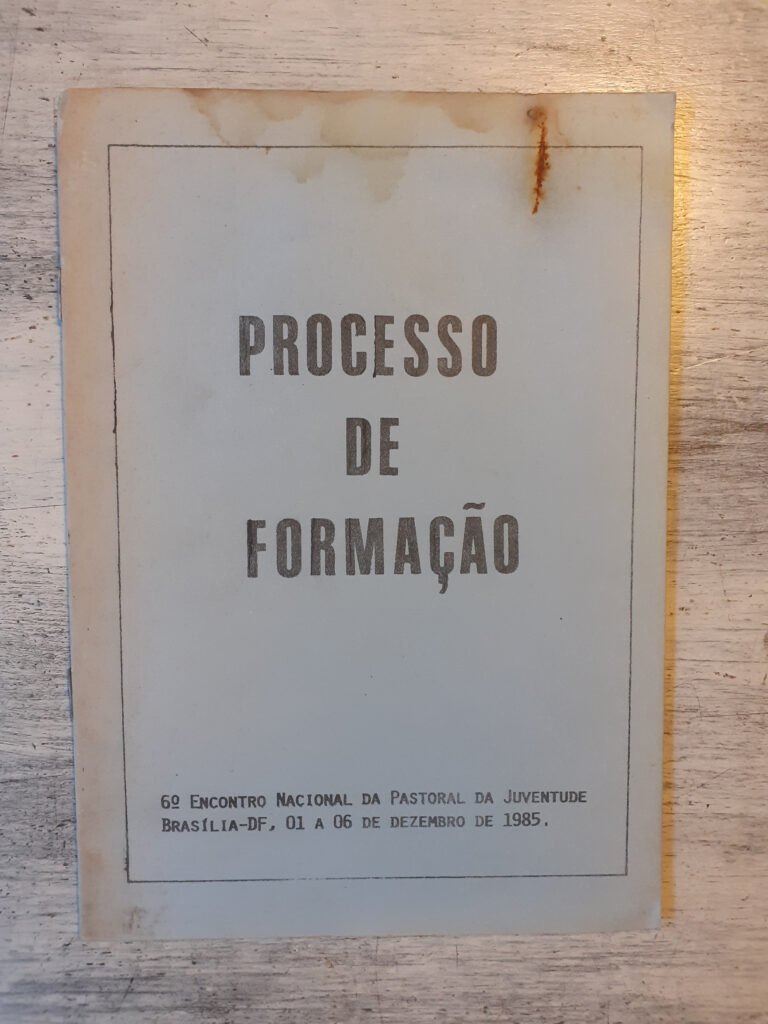 PROCESSO
DE
FORMAÇÃO
6º ENCONTRO NACIONAL DA PASTORAL DA JUVENTUDE
BRASÍLIA-DF, 01 A 06 DE DEZEMBRO DE 1985.